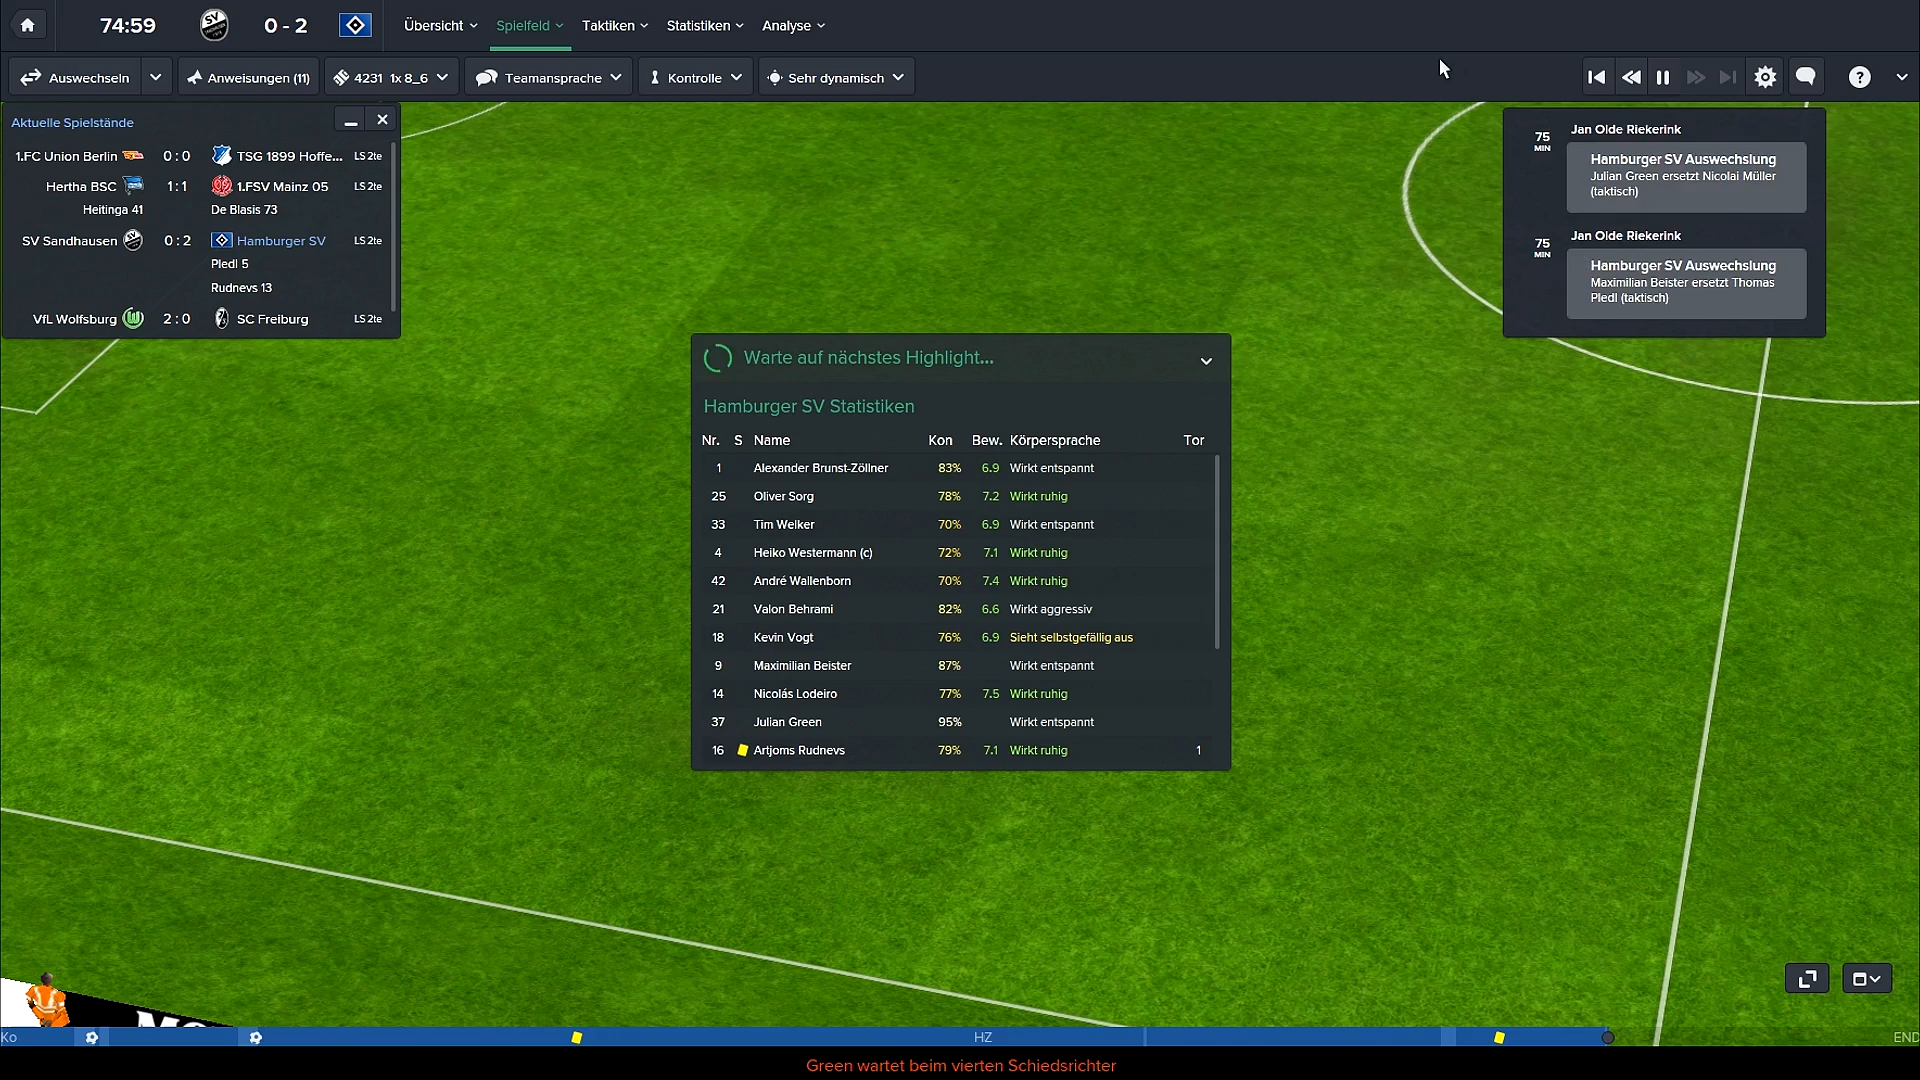 74:59
0 - 2
Übersicht
Spielfeld
Taktiken
Statistiken
Analyse
Auswechseln
Anweisungen (11)
4231 1x 8_6
Teamansprache
Kontrolle
Sehr dynamisch
?
Aktuelle Spielstände
1.FC Union Berlin 0 : 0 TSG 1899 Hoffe... LS 2te
Hertha BSC 1 : 1 1.FSV Mainz 05 LS 2te
Heitinga 41 De Blasis 73
SV Sandhausen 0 : 2 Hamburger SV LS 2te
Pledl 5
Rudnevs 13
VfL Wolfsburg 2 : 0 SC Freiburg LS 2te
75 MIN
Jan Olde Riekerink
Hamburger SV Auswechslung
Julian Green ersetzt Nicolai Müller
(taktisch)
75 MIN
Jan Olde Riekerink
Hamburger SV Auswechslung
Maximilian Beister ersetzt Thomas
Pledl (taktisch)
Warte auf nächstes Highlight...
Hamburger SV Statistiken
Nr. S Name Kon Bew. Körpersprache Tor
1 Alexander Brunst-Zöllner 83% 6.9 Wirkt entspannt
25 Oliver Sorg 78% 7.2 Wirkt ruhig
33 Tim Welker 70% 6.9 Wirkt entspannt
4 Heiko Westermann (c) 72% 7.1 Wirkt ruhig
42 André Wallenborn 70% 7.4 Wirkt ruhig
21 Valon Behrami 82% 6.6 Wirkt aggressiv
18 Kevin Vogt 76% 6.9 Sieht selbstgefällig aus
9 Maximilian Beister 87% Wirkt entspannt
14 Nicolás Lodeiro 77% 7.5 Wirkt ruhig
37 Julian Green 95% Wirkt entspannt
16 Artjoms Rudnevs 79% 7.1 Wirkt ruhig 1
Ko HZ END
Green wartet beim vierten Schiedsrichter